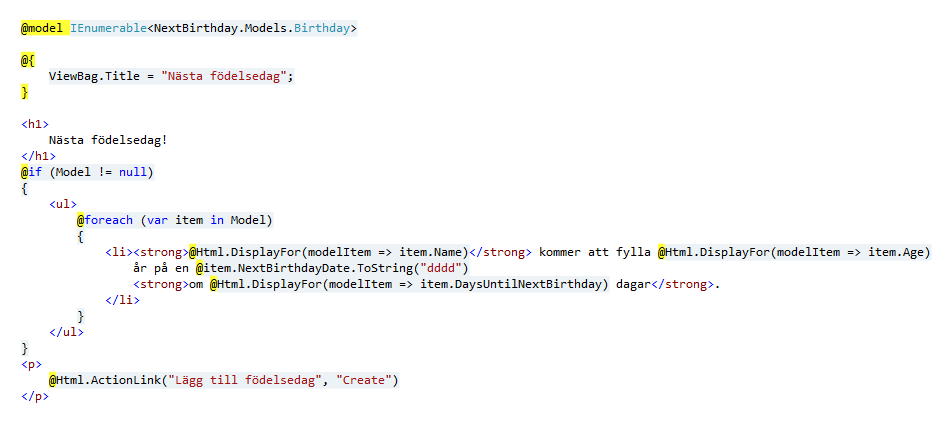 @model IEnumerable<NextBirthday.Models.Birthday>
@{
ViewBag.Title = "Nästa födelsedag";
}
<h1>
Nästa födelsedag!
</h1>
@if (Model != null)
{
<ul>
@foreach (var item in Model)
{
<li><strong>@Html.DisplayFor(modelItem => item.Name)</strong> kommer att fylla @Html.DisplayFor(modelItem => item.Age)
år på en @item.NextBirthdayDate.ToString("dddd")
<strong>om @Html.DisplayFor(modelItem => item.DaysUntilNextBirthday) dagar</strong>.
</li>
}
</ul>
}
<p>
@Html.ActionLink("Lägg till födelsedag", "Create")
</p>